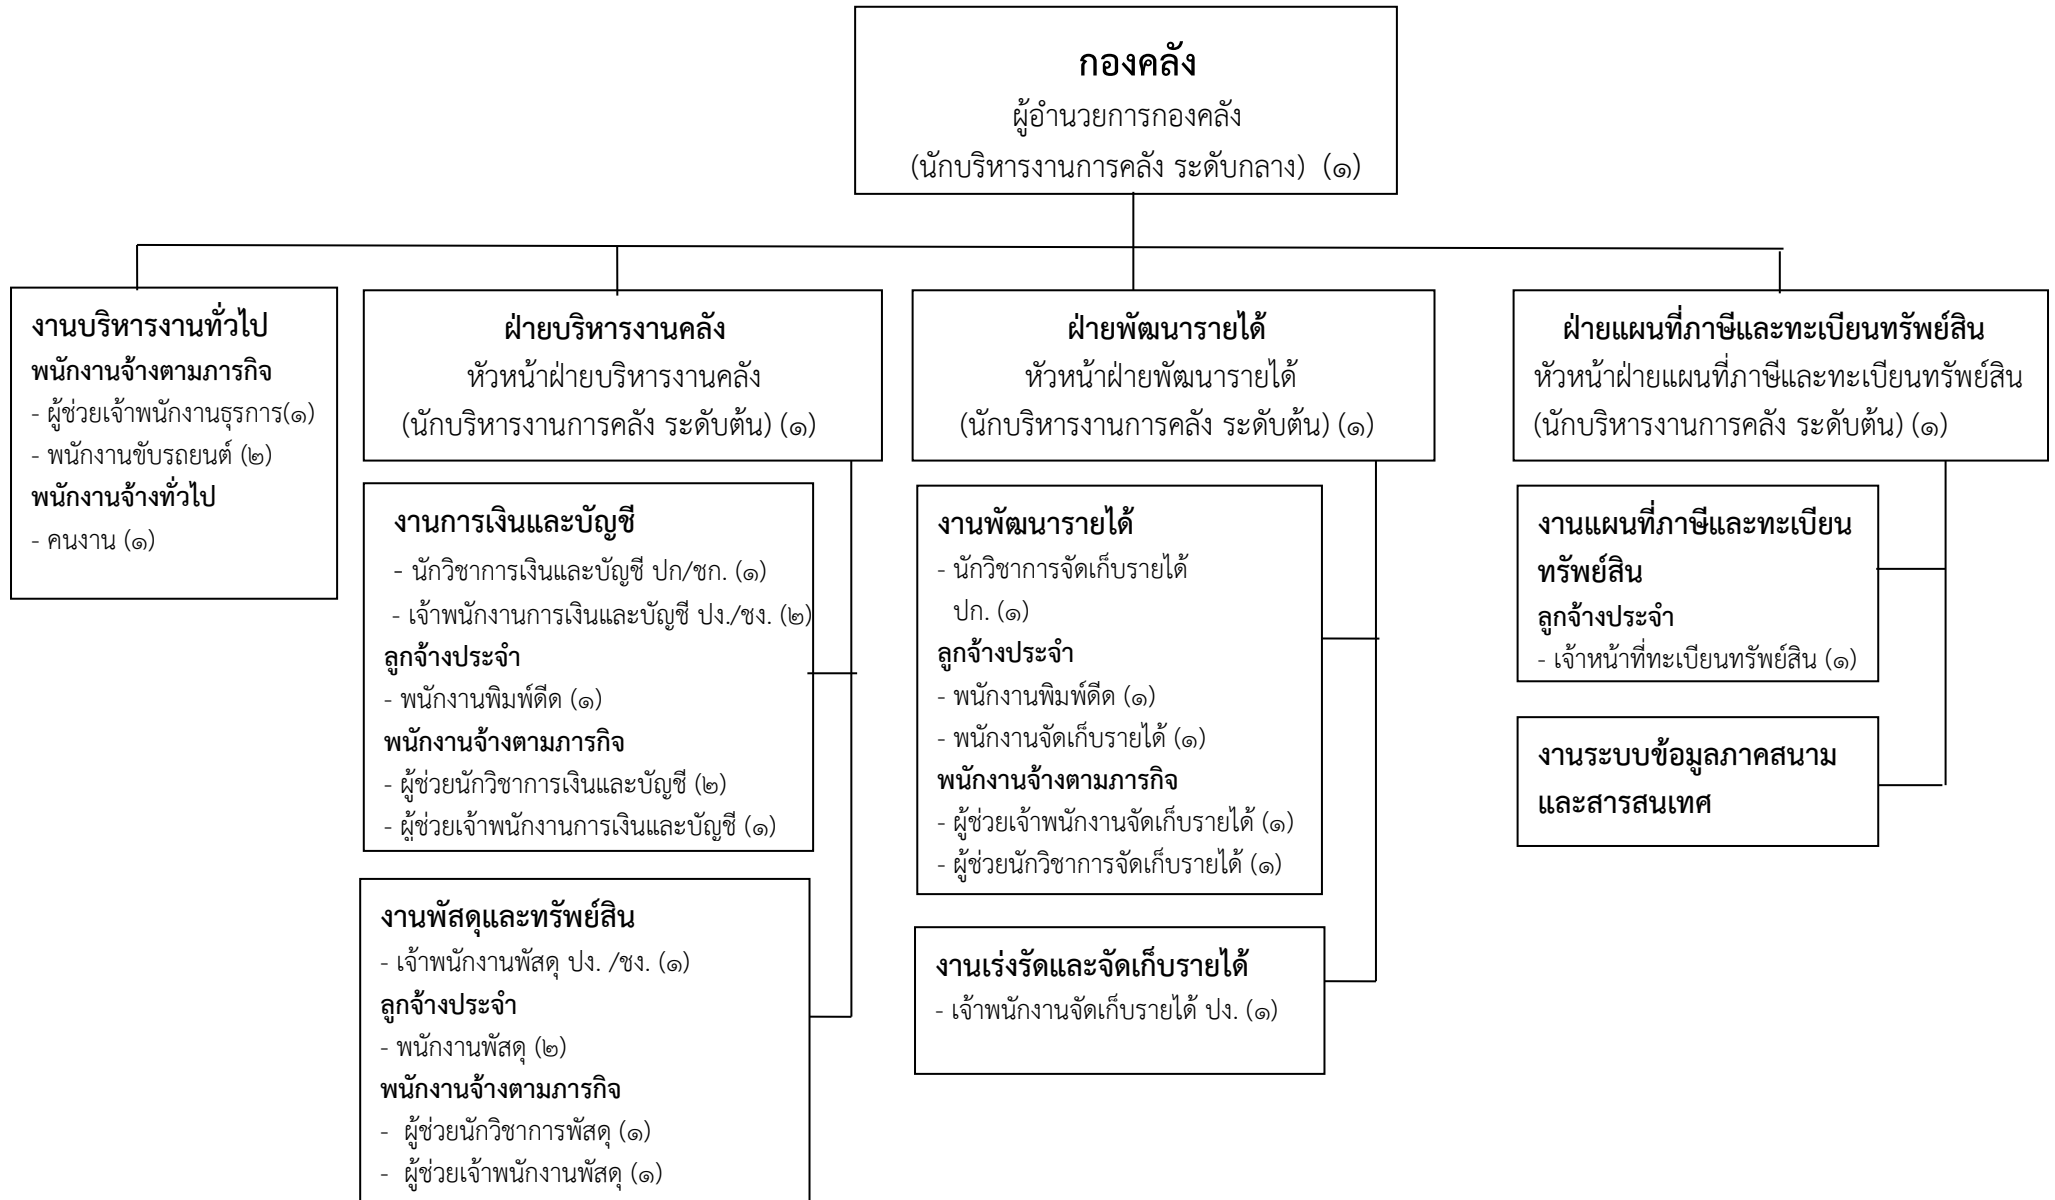 กองคลัง
ผู้อำนวยการกองคลัง
(นักบริหารงานการคลัง ระดับกลาง) (๑)
งานบริหารงานทั่วไป
พนักงานจ้างตามภารกิจ
- ผู้ช่วยเจ้าพนักงานธุรการ(๑)
- พนักงานขับรถยนต์ (๒)
พนักงานจ้างทั่วไป
- คนงาน (๑)
ฝ่ายบริหารงานคลัง
หัวหน้าฝ่ายบริหารงานคลัง
(นักบริหารงานการคลัง ระดับต้น) (๑)
งานการเงินและบัญชี
- นักวิชาการเงินและบัญชี ปก/ชก. (๑)
- เจ้าพนักงานการเงินและบัญชี ปง./ชง. (๒)
ลูกจ้างประจำ
- พนักงานพิมพ์ดีด (๑)
พนักงานจ้างตามภารกิจ
- ผู้ช่วยนักวิชาการเงินและบัญชี (๒)
- ผู้ช่วยเจ้าพนักงานการเงินและบัญชี (๑)
งานพัสดุและทรัพย์สิน
- เจ้าพนักงานพัสดุ ปง. /ชง. (๑)
ลูกจ้างประจำ
- พนักงานพัสดุ (๒)
พนักงานจ้างตามภารกิจ
- ผู้ช่วยนักวิชาการพัสดุ (๑)
- ผู้ช่วยเจ้าพนักงานพัสดุ (๑)
ฝ่ายพัฒนารายได้
หัวหน้าฝ่ายพัฒนารายได้
(นักบริหารงานการคลัง ระดับต้น) (๑)
งานพัฒนารายได้
- นักวิชาการจัดเก็บรายได้
ปก. (๑)
ลูกจ้างประจำ
- พนักงานพิมพ์ดีด (๑)
- พนักงานจัดเก็บรายได้ (๑)
พนักงานจ้างตามภารกิจ
- ผู้ช่วยเจ้าพนักงานจัดเก็บรายได้ (๑)
- ผู้ช่วยนักวิชาการจัดเก็บรายได้ (๑)
งานเร่งรัดและจัดเก็บรายได้
- เจ้าพนักงานจัดเก็บรายได้ ปง. (๑)
ฝ่ายแผนที่ภาษีและทะเบียนทรัพย์สิน
หัวหน้าฝ่ายแผนที่ภาษีและทะเบียนทรัพย์สิน
(นักบริหารงานการคลัง ระดับต้น) (๑)
งานแผนที่ภาษีและทะเบียน
ทรัพย์สิน
ลูกจ้างประจำ
- เจ้าหน้าที่ทะเบียนทรัพย์สิน (๑)
งานระบบข้อมูลภาคสนาม
และสารสนเทศ